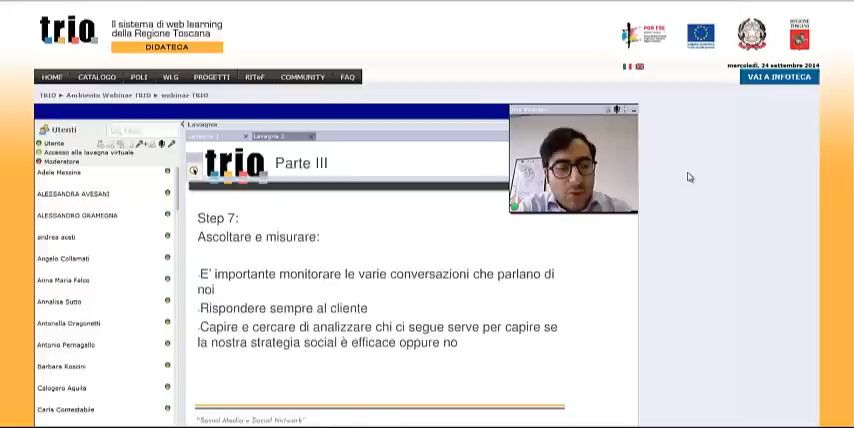 trio
Il sistema di web learning
della Regione Toscana
DIDATECA
POR FSE
REGIONE
TOSCANA
mercoledì, 24 settembre 2014
HOME CATALOGO POLI WLG PROGETTI RITeF COMMUNITY FAQ
VAI A INFOTECA
TRIO ► Ambiente Webinar TRIO ► webinar TRIO
Utenti
Lavagna
Lavagna 2
Utente
Accesso alla lavagna virtuale
Moderatore
trio Parte III
Adele Messina
ALESSANDRA AVESANI
ALESSANDRO GRAMEGNA
andrea aceti
Angelo Collamati
Anna Maria Falco
Annalisa Sutto
Antonella Dragonetti
Antonio Pernagallo
Barbara Roscini
Calogero Aquila
Carla Contestabile
Step 7:
Ascoltare e misurare:
E' importante monitorare le varie conversazioni che parlano di
noi
Rispondere sempre al cliente
Capire e cercare di analizzare chi ci segue serve per capire se
la nostra strategia social è efficace oppure no
"Social Media e Social Network"